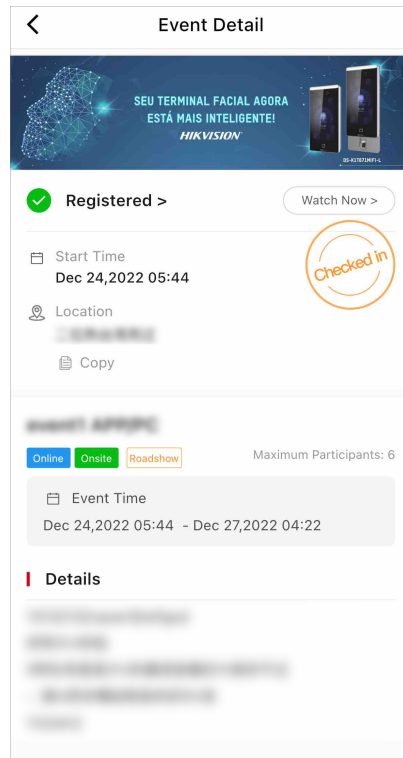 Event Detail
SEU TERMINAL FACIAL AGORA
ESTÁ MAIS INTELIGENTE!
HIKVISION
DS-K1T671MFI-L
Registered >
Watch Now >
Start Time
Dec 24,2022 05:44
Checked in
Location
Copy
Online
Onsite
Roadshow
Maximum Participants: 6
Event Time
Dec 24,2022 05:44 - Dec 27,2022 04:22
Details